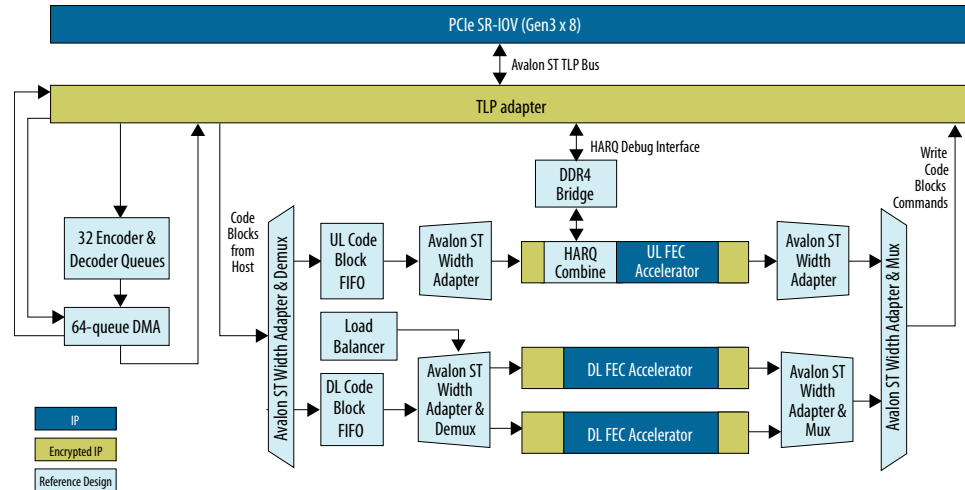 PCIe SR-IOV (Gen3 x 8)
Avalon ST TLP Bus
TLP adapter
HARQ Debug Interface
Write
Code
Blocks
Commands
DDR4
Bridge
32 Encoder &
Decoder Queues
64-queue DMA
Code
Blocks
from
Host
Avalon ST Width Adapter & Demux
UL Code
Block
FIFO
Avalon ST
Width
Adapter
HARQ
Combine
UL FEC
Accelerator
Avalon ST
Width
Adapter
Avalon ST Width Adapter & Mux
Load
Balancer
DL Code
Block
FIFO
Avalon ST
Width
Adapter &
Demux
DL FEC Accelerator
DL FEC Accelerator
Avalon ST
Width
Adapter &
Mux
IP
Encrypted IP
Reference Design